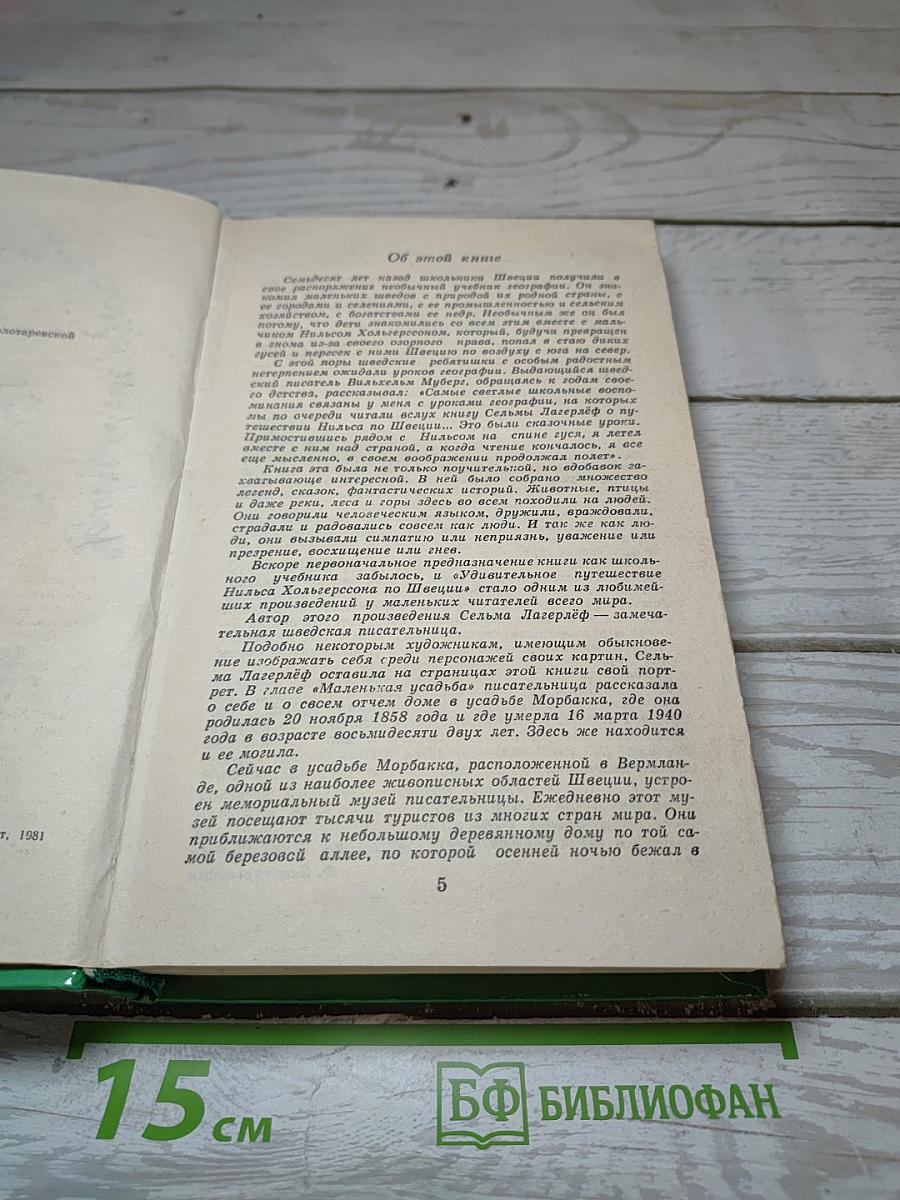 олотаревской
т, 1981
Об этой книге
Семьдесят лет назад школьники Швеции получили в
свое распоряжение необычный учебник географии. Он зна-
комил маленьких шведов с природой их родной страны, с
ее городами и селениями, с ее промышленностью и сельским
хозяйством, с богатствами ее недр. Необычным же он был
потому, что дети знакомились со всем этим вместе с маль-
чиком Нильсом Хольгерссоном, который, будучи превращен
в гнома из-за своего озорного нрава, попал в стаю диких
гусей и пересек с ними Швецию по воздуху с юга на север.
С этой поры шведские ребятишки с особым радостным
нетерпением ожидали уроков географии. Выдающийся швед-
ский писатель Вильхельм Муберг, обращаясь к годам свое-
го детства, рассказывал: «Самые светлые школьные воспо-
минания связаны у меня с уроками географии, на которых
мы по очереди читали вслух книгу Сельмы Лагерлёф о пу-
тешествии Нильса по Швеции... Это были сказочные уроки.
Примостившись рядом с Нильсом на спине гуся, я летел
вместе с ним над страной, а когда чтение кончалось, я все
еще мысленно, в своем воображении продолжал полет».
Книга эта была не только поучительной, но вдобавок за-
хватывающе интересной. В ней было собрано множество
легенд, сказок, фантастических историй. Животные, птицы
и даже реки, леса и горы здесь во всем походили на людей.
Они говорили человеческим языком, дружили, враждовали,
страдали и радовались совсем как люди. И так же как лю-
ди, они вызывали симпатию или неприязнь, уважение или
презрение, восхищение или гнев.
Вскоре первоначальное предназначение книги как школь-
ного учебника забылось, и «Удивительное путешествие
Нильса Хольгерссона по Швеции» стало одним из любимей-
ших произведений у маленьких читателей всего мира.
Автор этого произведения Сельма Лагерлёф — замеча-
тельная шведская писательница.
Подобно некоторым художникам, имеющим обыкнове-
ние изображать себя среди персонажей своих картин, Сель-
ма Лагерлёф оставила на страницах этой книги свой порт-
рет. В главе «Маленькая усадьба» писательница рассказала
о себе и о своем отчем доме в усадьбе Морбакка, где она
родилась 20 ноября 1858 года и где умерла 16 марта 1940
года в возрасте восьмидесяти двух лет. Здесь же находится
и ее могила.
Сейчас в усадьбе Морбакка, расположенной в Вермлан-
де, одной из наиболее живописных областей Швеции, устро-
ен мемориальный музей писательницы. Ежедневно этот му-
зей посещают тысячи туристов из многих стран мира. Они
приближаются к небольшому деревянному дому по той са-
мой березовой аллее, по которой осенней ночью бежал в
5
15 см
БФ БИБЛИОФАН